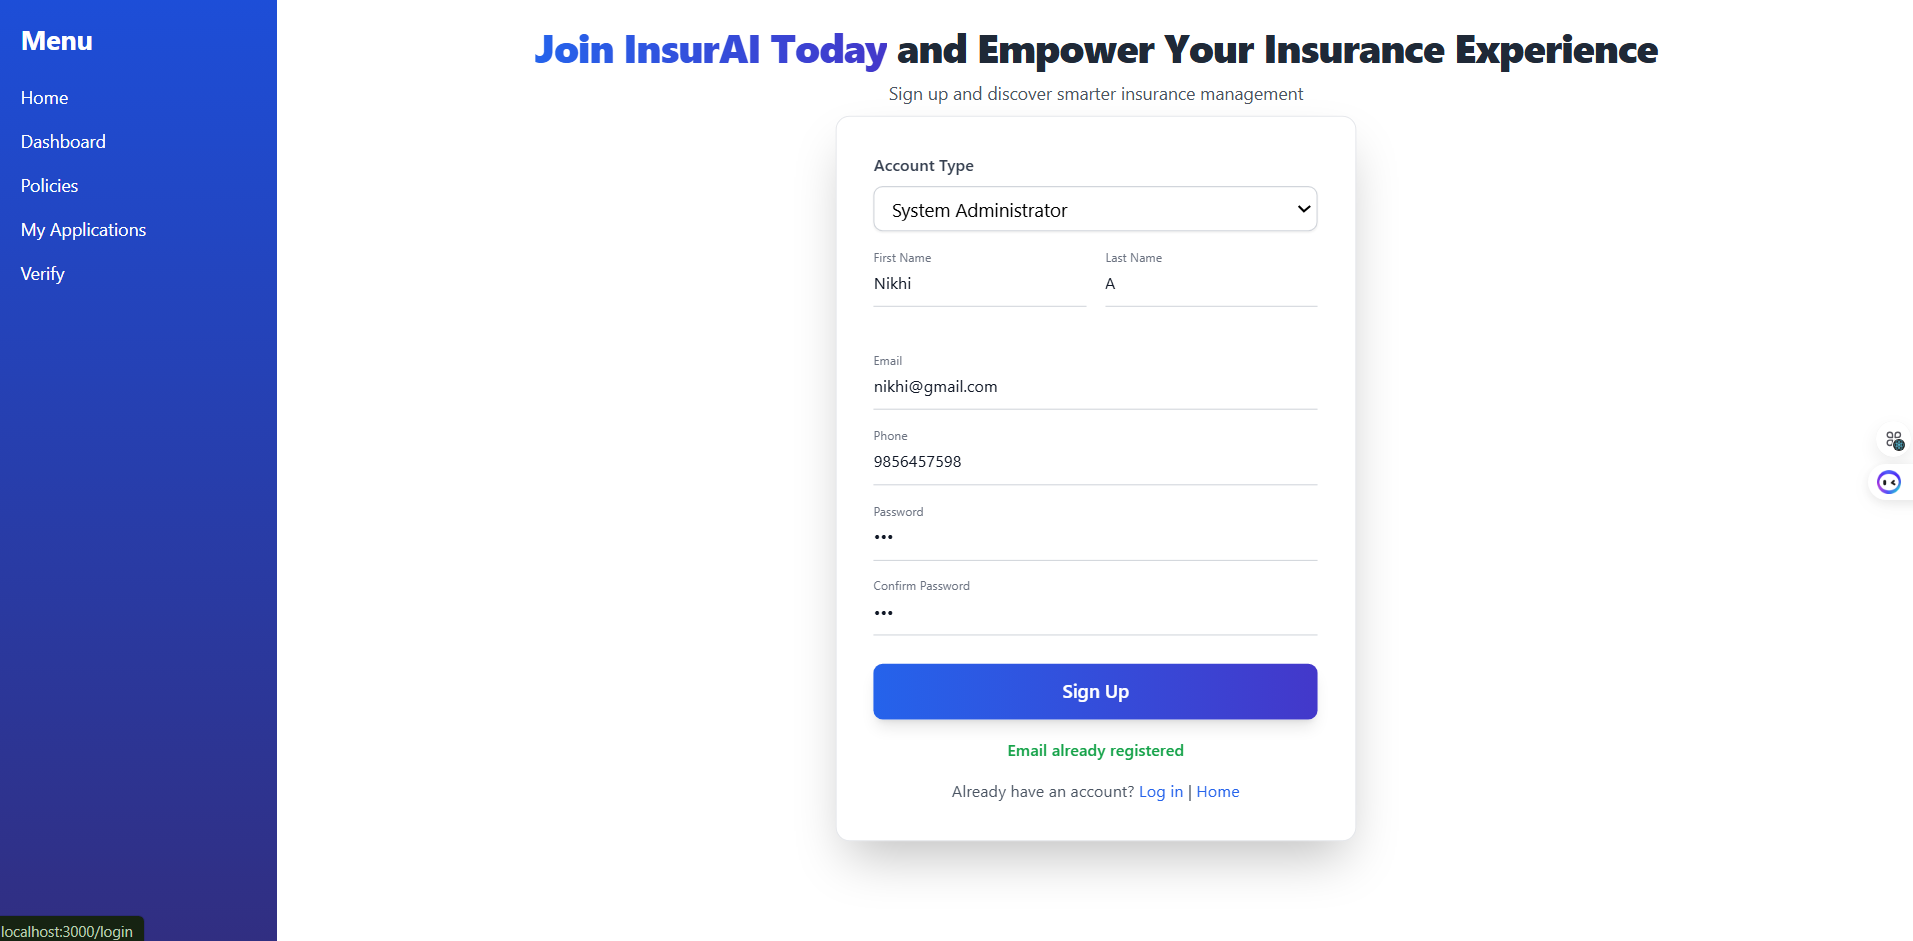 Menu
Home
Dashboard
Policies
My Applications
Verify
Join InsurAI Today and Empower Your Insurance Experience
Sign up and discover smarter insurance management
Account Type
System Administrator
First Name
Last Name
Nikhi
A
Email
nikhi@gmail.com
Phone
9856457598
Password
•••
Confirm Password
•••
Sign Up
Email already registered
Already have an account? Log in | Home
localhost:3000/login